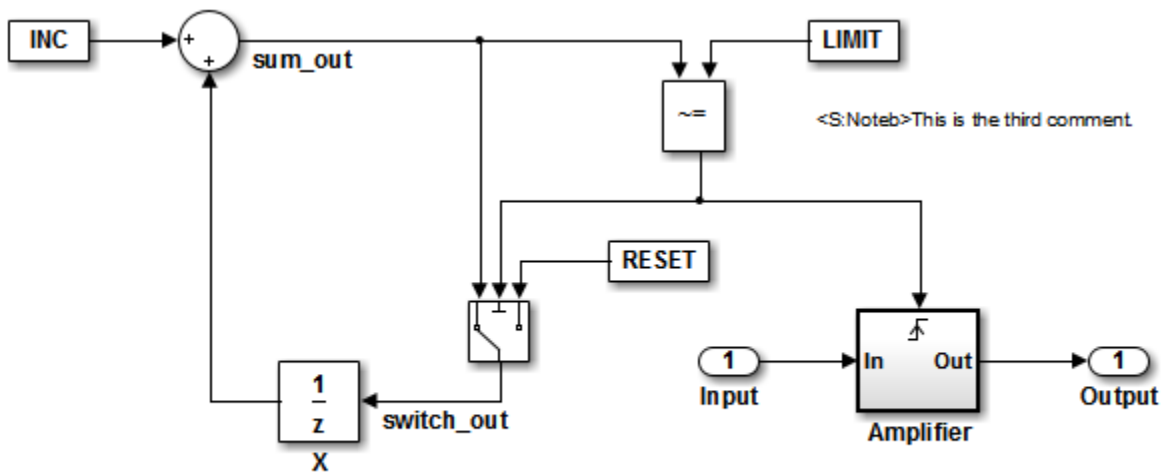 INC
+
+
sum_out
LIMIT
~=
<S:Noteb>This is the third comment.
RESET
1
z
X
switch_out
1
Input
In
Out
Amplifier
1
Output